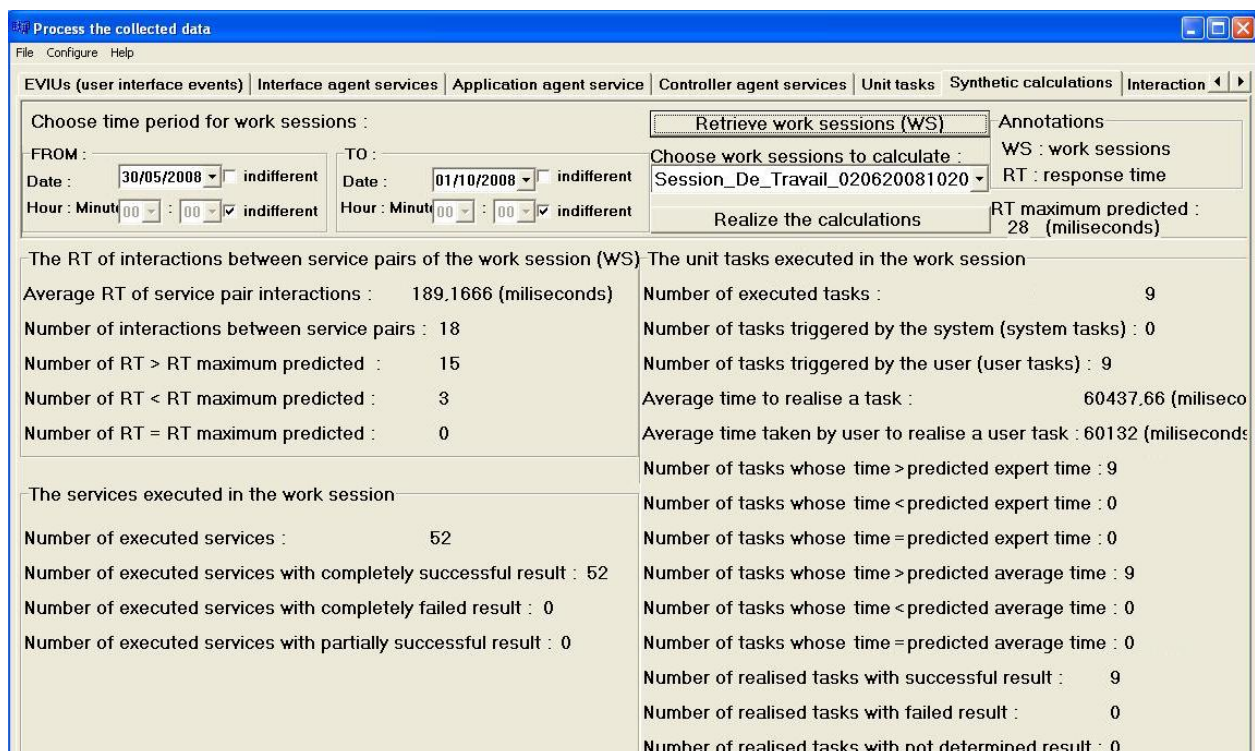 Process the collected data
File Configure Help
EVIUs (user interface events) Interface agent services Application agent service Controller agent services Unit tasks Synthetic calculations Interaction
Choose time period for work sessions :
FROM :
Date : 30/05/2008 indifferent
Hour : Minut 00 : 00 indifferent
TO :
Date : 01/10/2008 indifferent
Hour : Minut 00 : 00 indifferent
Retrieve work sessions (WS)
Choose work sessions to calculate :
Session_De_Travail_020620081020
Realize the calculations
Annotations
WS : work sessions
RT : response time
RT maximum predicted :
28 (miliseconds)
The RT of interactions between service pairs of the work session (WS)
Average RT of service pair interactions : 189,1666 (miliseconds)
Number of interactions between service pairs : 18
Number of RT > RT maximum predicted : 15
Number of RT < RT maximum predicted : 3
Number of RT = RT maximum predicted : 0
The services executed in the work session
Number of executed services : 52
Number of executed services with completely successful result : 52
Number of executed services with completely failed result : 0
Number of executed services with partially successful result : 0
The unit tasks executed in the work session
Number of executed tasks : 9
Number of tasks triggered by the system (system tasks) : 0
Number of tasks triggered by the user (user tasks) : 9
Average time to realise a task : 60437,66 (miliseco
Average time taken by user to realise a user task : 60132 (miliseconds
Number of tasks whose time > predicted expert time : 9
Number of tasks whose time < predicted expert time : 0
Number of tasks whose time = predicted expert time : 0
Number of tasks whose time > predicted average time : 9
Number of tasks whose time < predicted average time : 0
Number of tasks whose time = predicted average time : 0
Number of realised tasks with successful result : 9
Number of realised tasks with failed result : 0
Number of realised tasks with not determined result : 0